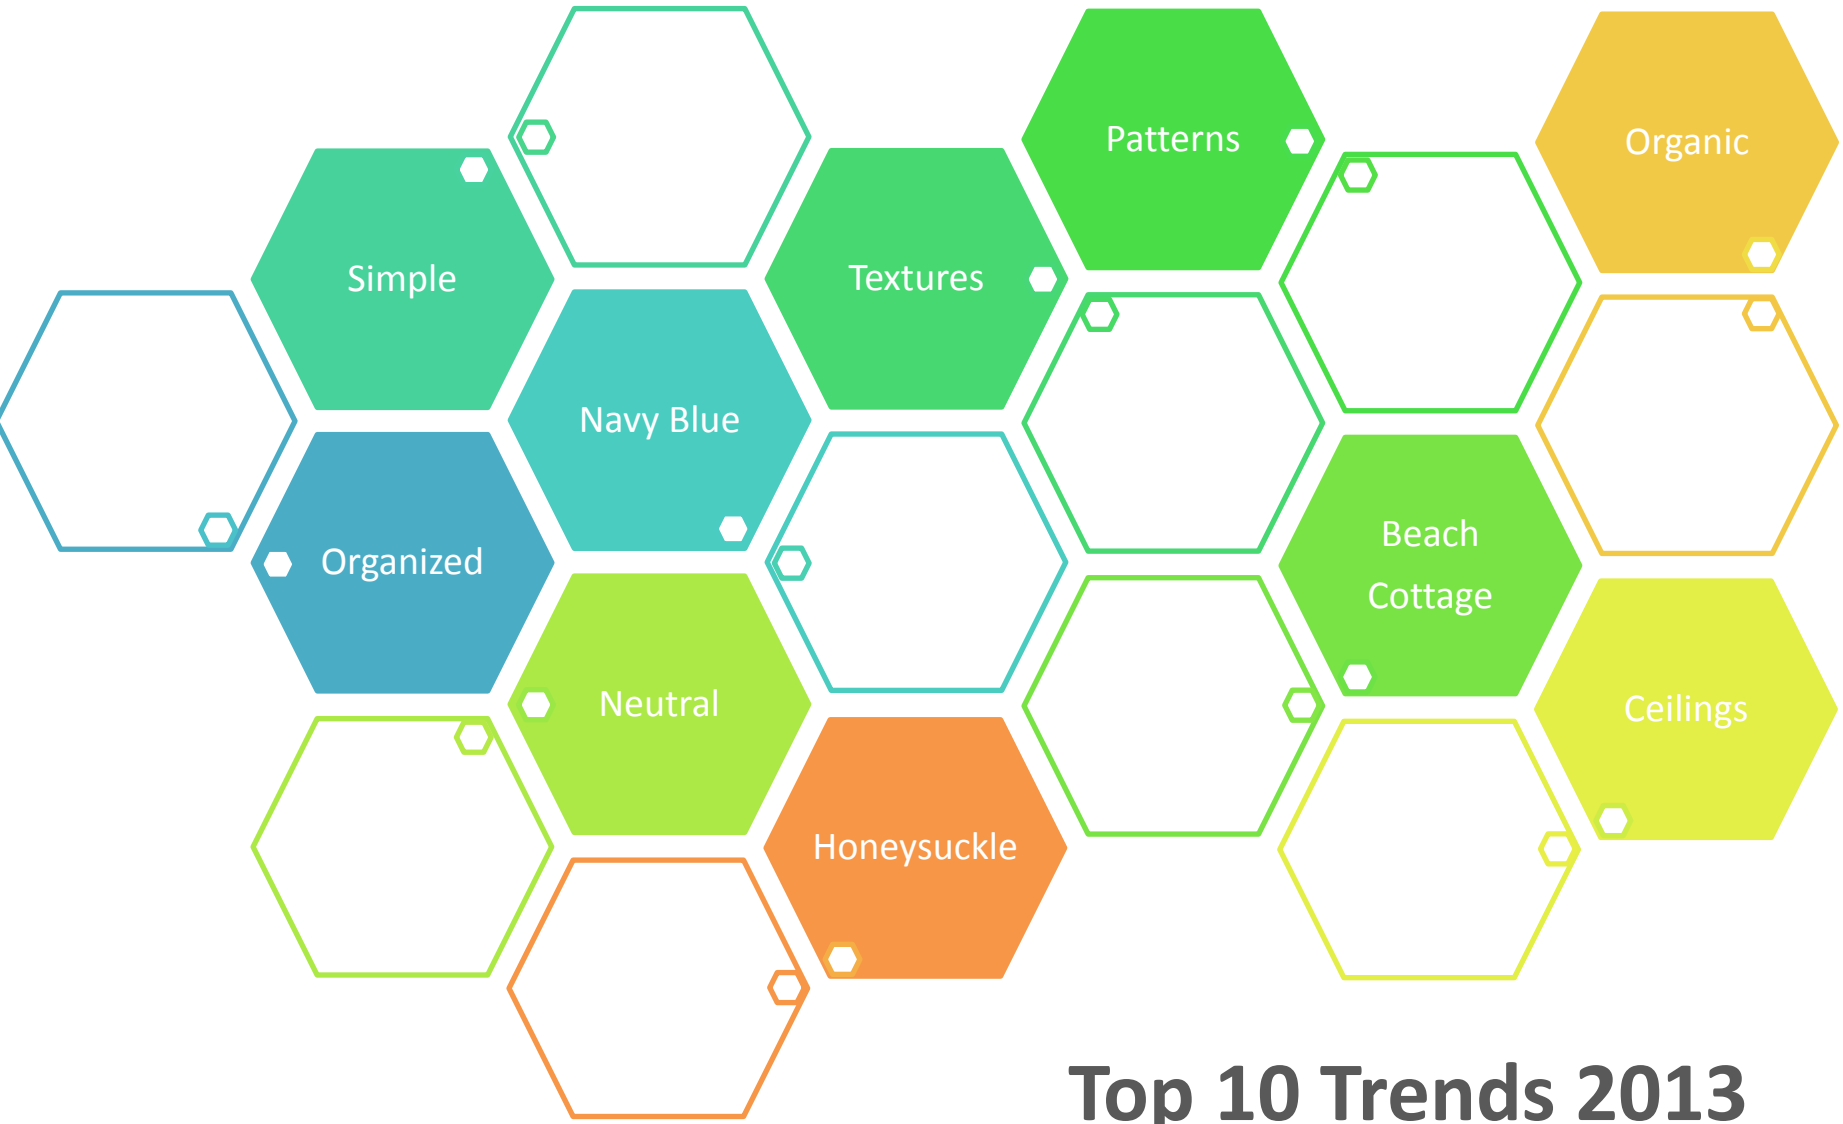 Patterns
Organic
Simple
Textures
Navy Blue
Organized
Beach
Cottage
Neutral
Ceilings
Honeysuckle
Top 10 Trends 2013